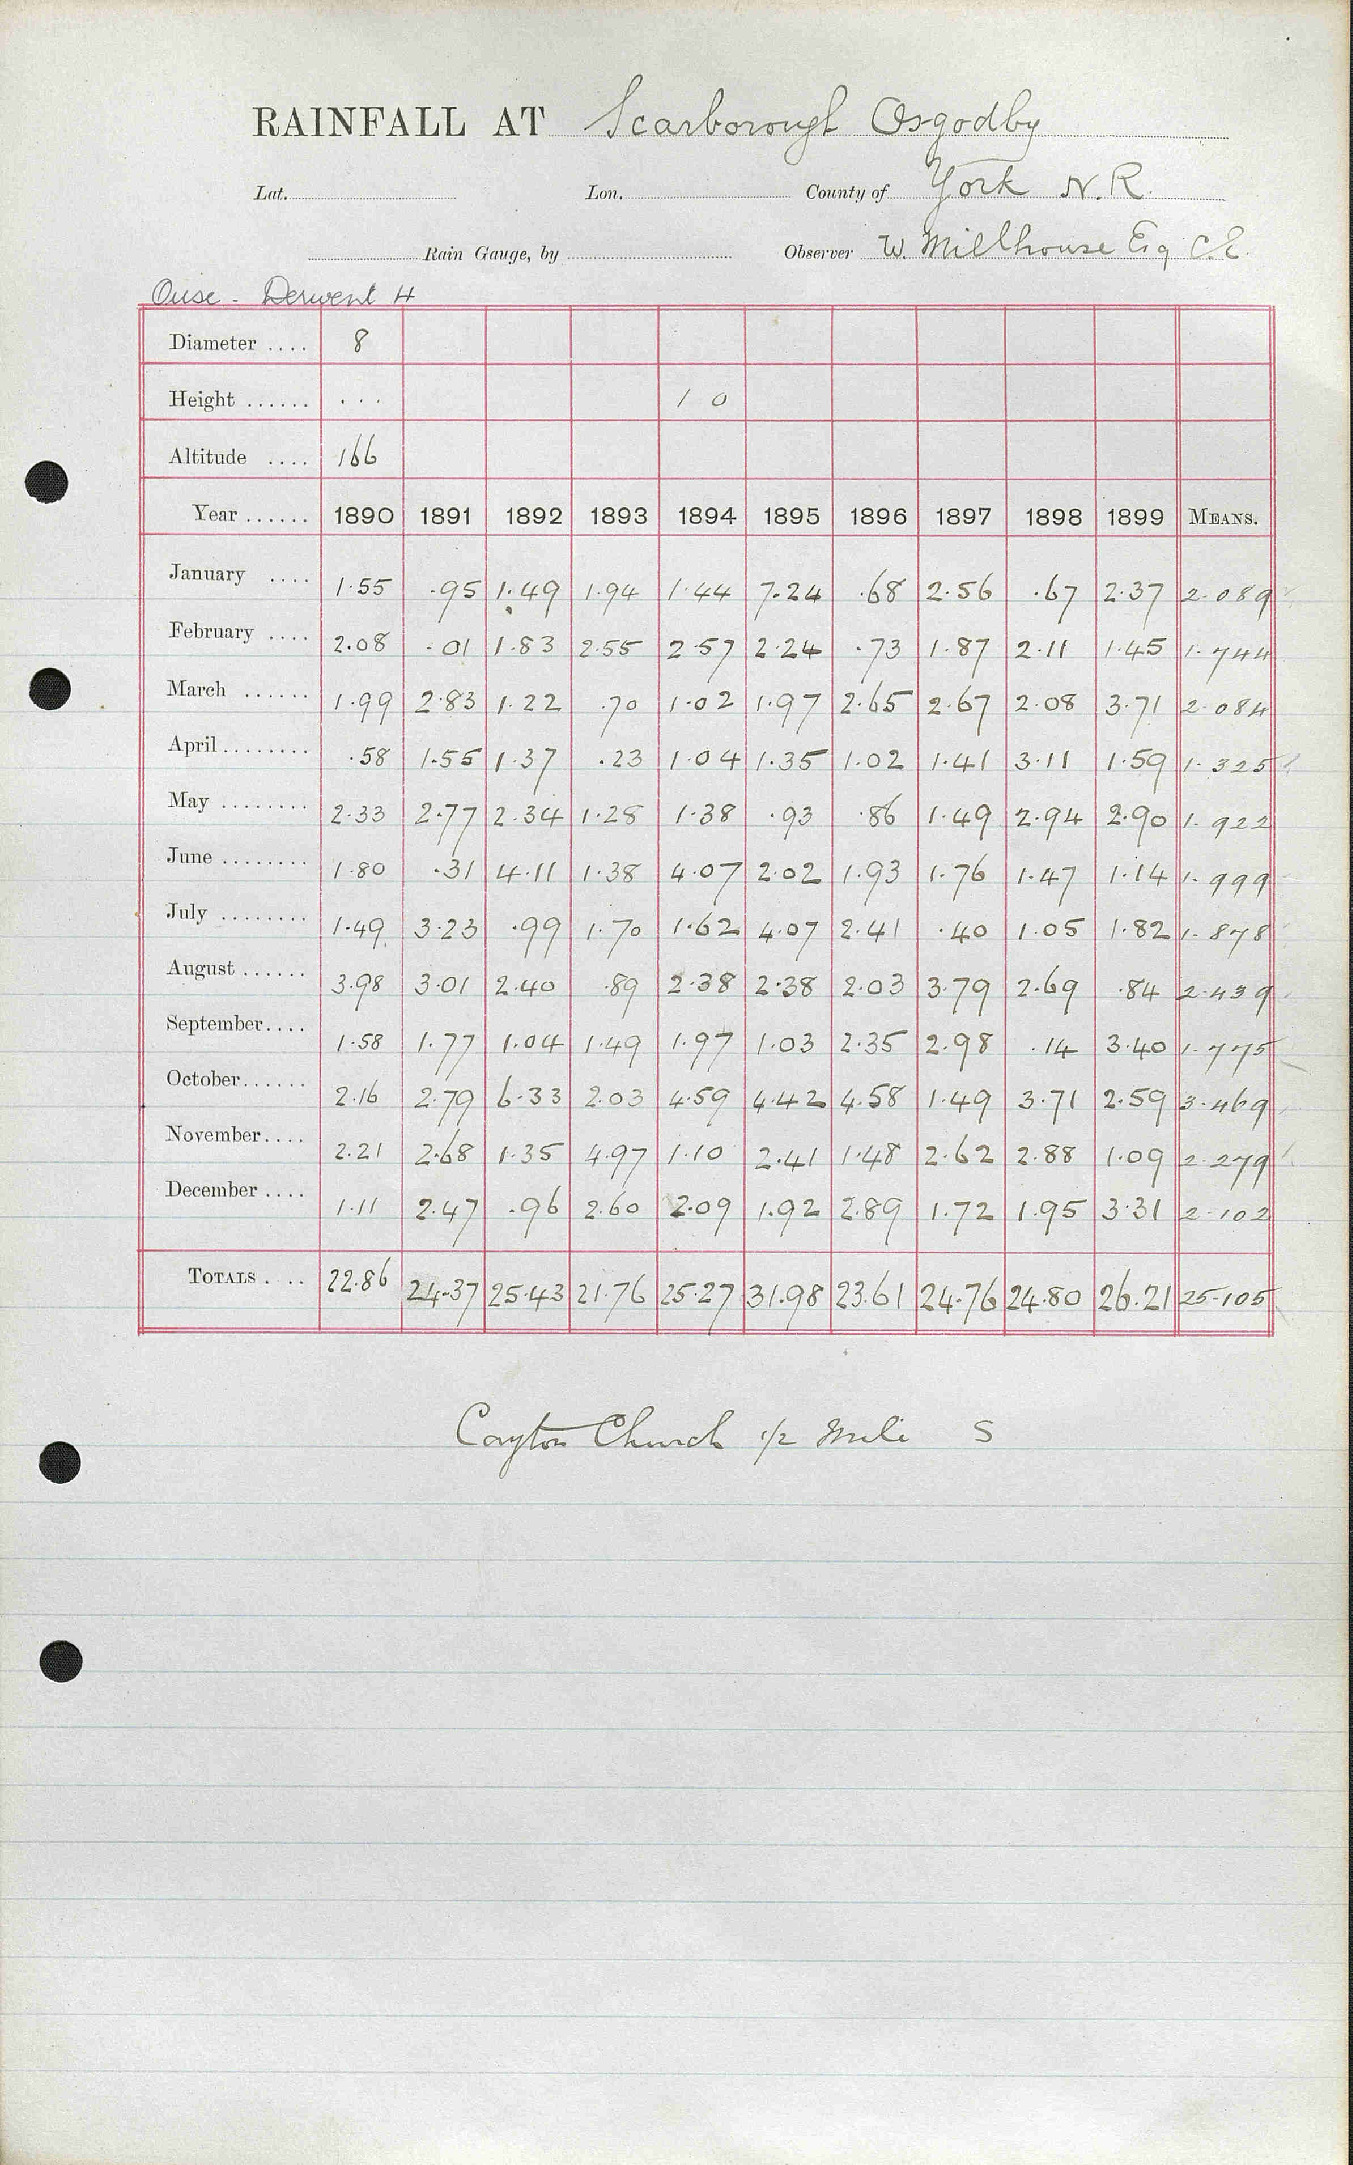 RAINFALL AT Scarborough Osgodby
Lat. Lon. County of York N. R.
Rain Gauge, by Observer W. Millhouse Esq C.E.
Ouse - Derwent H
Diameter .... 8
Height ...... ... 1 0
Altitude .... 166
Year ...... 1890 1891 1892 1893 1894 1895 1896 1897 1898 1899 MEANS.
January .... 1.55 .95 1.49 1.94 1.44 7.24 .68 2.56 .67 2.37 2.089
February .... 2.08 .01 1.83 2.55 2.57 2.24 .73 1.87 2.11 1.45 1.744
March ...... 1.99 2.83 1.22 .70 1.02 1.97 2.65 2.67 2.08 3.71 2.084
April........ .58 1.55 1.37 .23 1.04 1.35 1.02 1.41 3.11 1.59 1.325
May ........ 2.33 2.77 2.34 1.28 1.38 .93 .86 1.49 2.94 2.90 1.922
June ........ 1.80 .31 4.11 1.38 4.07 2.02 1.93 1.76 1.47 1.14 1.999
July ........ 1.49 3.23 .99 1.70 1.62 4.07 2.41 .40 1.05 1.82 1.878
August ...... 3.98 3.01 2.40 .89 2.38 2.38 2.03 3.79 2.69 .84 2.439
September.... 1.58 1.77 1.04 1.49 1.97 1.03 2.35 2.98 .14 3.40 1.775
October...... 2.16 2.79 6.33 2.03 4.59 4.42 4.58 1.49 3.71 2.59 3.469
November.... 2.21 2.68 1.35 4.97 1.10 2.41 1.48 2.62 2.88 1.09 2.279
December .... 1.11 2.47 .96 2.60 2.09 1.92 2.89 1.72 1.95 3.31 2.102
TOTALS .... 22.86 24.37 25.43 21.76 25.27 31.98 23.61 24.76 24.80 26.21 25.105
Cayton Church 1/2 Mile S